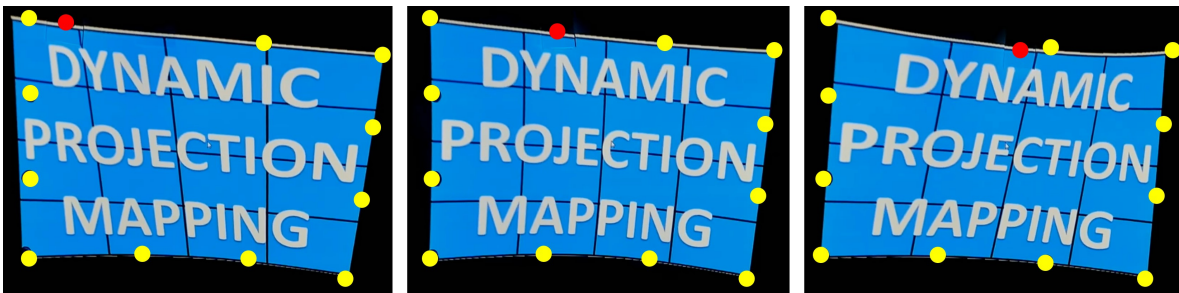 DYNAMIC
PROJECTION
MAPPING
DYNAMIC
PROJECTION
MAPPING
DYNAMIC
PROJECTION
MAPPING